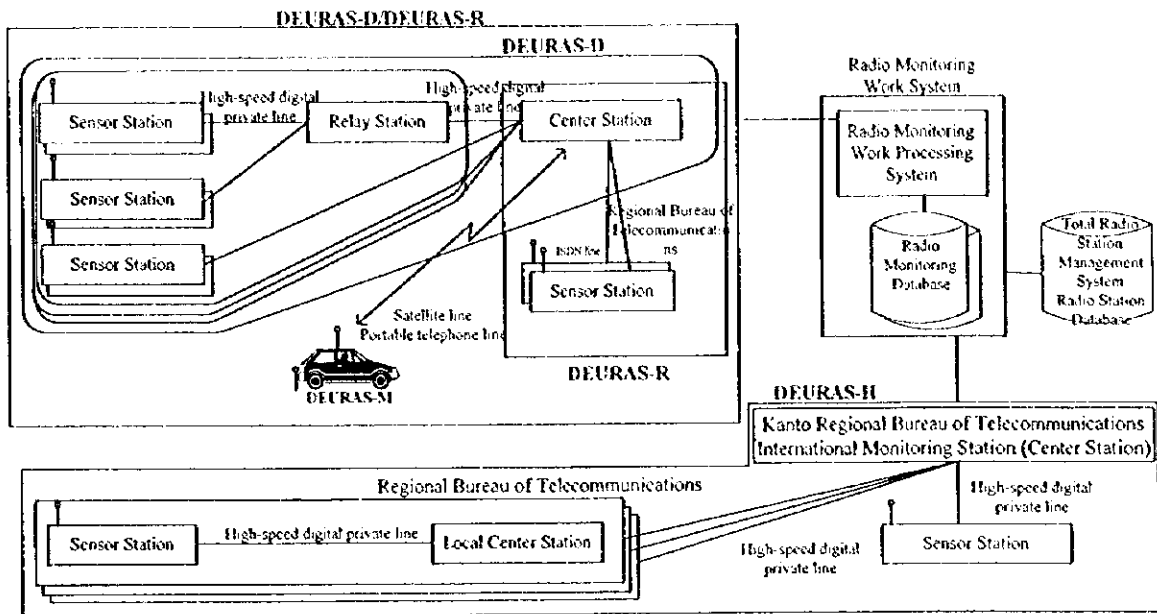 DEURAS-D/DEURAS-R
DEURAS-D
High-speed digital
private line
High-speed digital
private line
Sensor Station
Relay Station
Center Station
Sensor Station
Sensor Station
Regional Bureau of
Telecommunicatio
ns
ISDN line
Sensor Station
Satellite line
Portable telephone line
DEURAS-M
DEURAS-R
Radio Monitoring
Work System
Radio Monitoring
Work Processing
System
Radio
Monitoring
Database
Total Radio
Station
Management
System
Radio Station
Database
DEURAS-H
Kanto Regional Bureau of Telecommunications
International Monitoring Station (Center Station)
Regional Bureau of Telecommunications
Sensor Station
High-speed digital private line
Local Center Station
High-speed digital
private line
High-speed digital
private line
Sensor Station